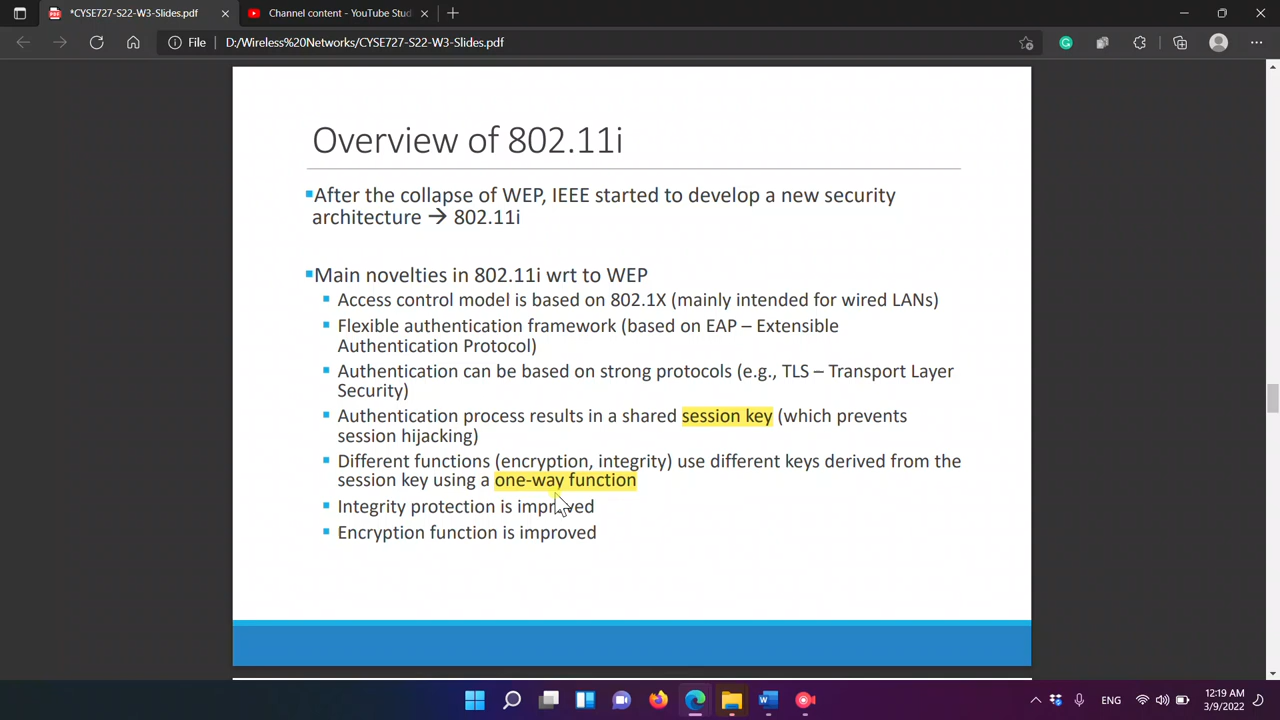 *CYSE727-S22-W3-Slides.pdf
Channel content - YouTube Stud
File
D:/Wireless%20Networks/CYSE727-S22-W3-Slides.pdf
Overview of 802.11i
After the collapse of WEP, IEEE started to develop a new security
architecture → 802.11i
Main novelties in 802.11i wrt to WEP
Access control model is based on 802.1X (mainly intended for wired LANs)
Flexible authentication framework (based on EAP – Extensible
Authentication Protocol)
Authentication can be based on strong protocols (e.g., TLS – Transport Layer
Security)
Authentication process results in a shared session key (which prevents
session hijacking)
Different functions (encryption, integrity) use different keys derived from the
session key using a one-way function
Integrity protection is improved
Encryption function is improved
ENG
12:19 AM
3/9/2022